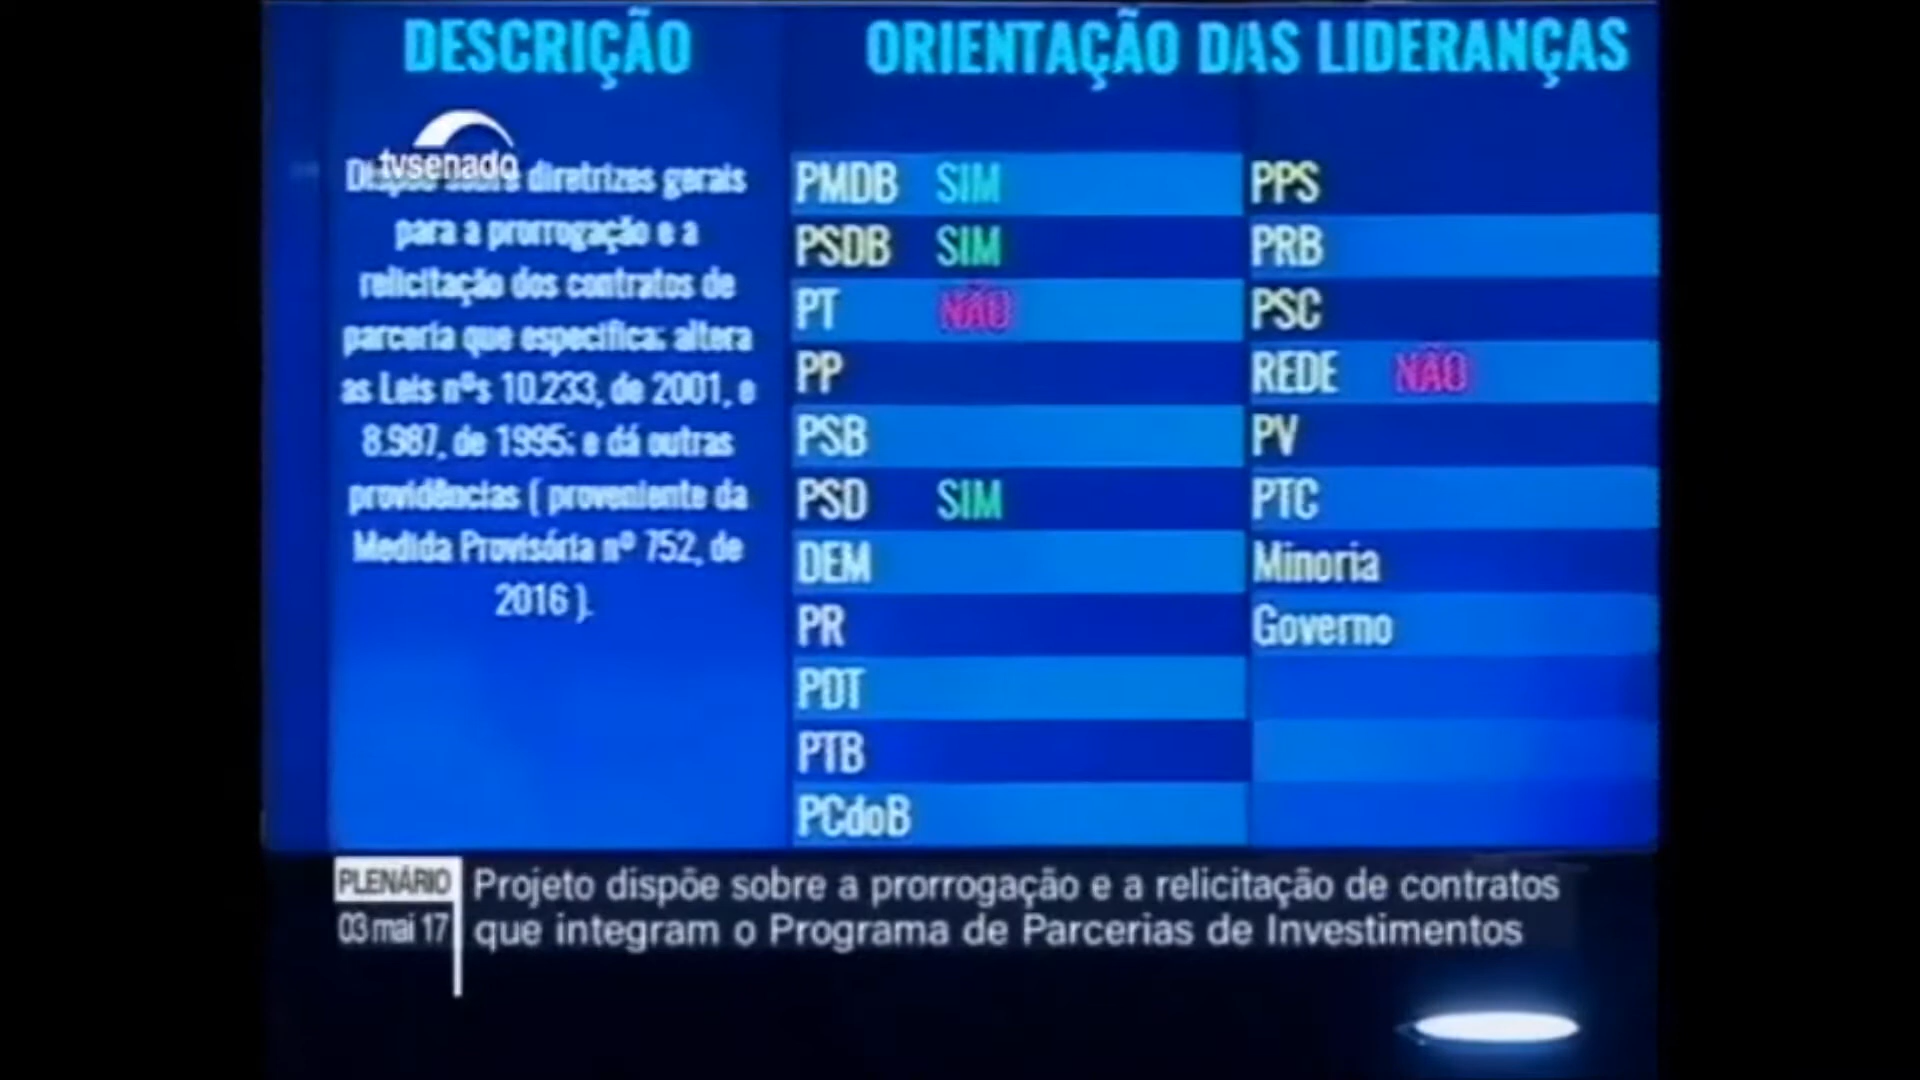 DESCRIÇÃO
ORIENTAÇÃO DAS LIDERANÇAS
tvsenado
Dispõe sobre diretrizes gerais
para a prorrogação e a
relicitação dos contratos de
parceria que especifica; altera
as Leis nºs 10.233, de 2001, e
8.987, de 1995; e dá outras
providências ( proveniente da
Medida Provisória nº 752, de
2016 ).
PMDB SIM
PSDB SIM
PT NÃO
PP
PSB
PSD SIM
DEM
PR
PDT
PTB
PCdoB
PPS
PRB
PSC
REDE NÃO
PV
PTC
Minoria
Governo
PLENÁRIO
03 mai 17
Projeto dispõe sobre a prorrogação e a relicitação de contratos
que integram o Programa de Parcerias de Investimentos